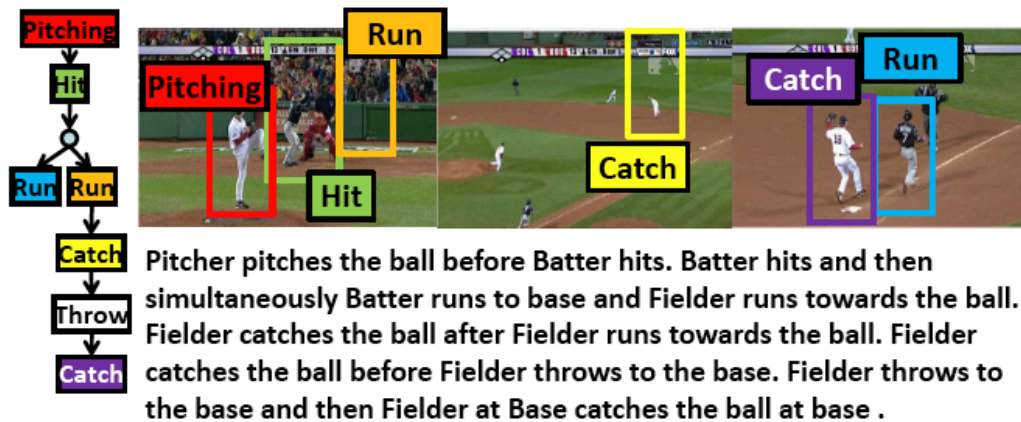 Pitching
Hit
Run
Run
Catch
Throw
Catch
Pitching
Hit
Run
Catch
Catch
Run
FOX
Pitcher pitches the ball before Batter hits. Batter hits and then
simultaneously Batter runs to base and Fielder runs towards the ball.
Fielder catches the ball after Fielder runs towards the ball. Fielder
catches the ball before Fielder throws to the base. Fielder throws to
the base and then Fielder at Base catches the ball at base .